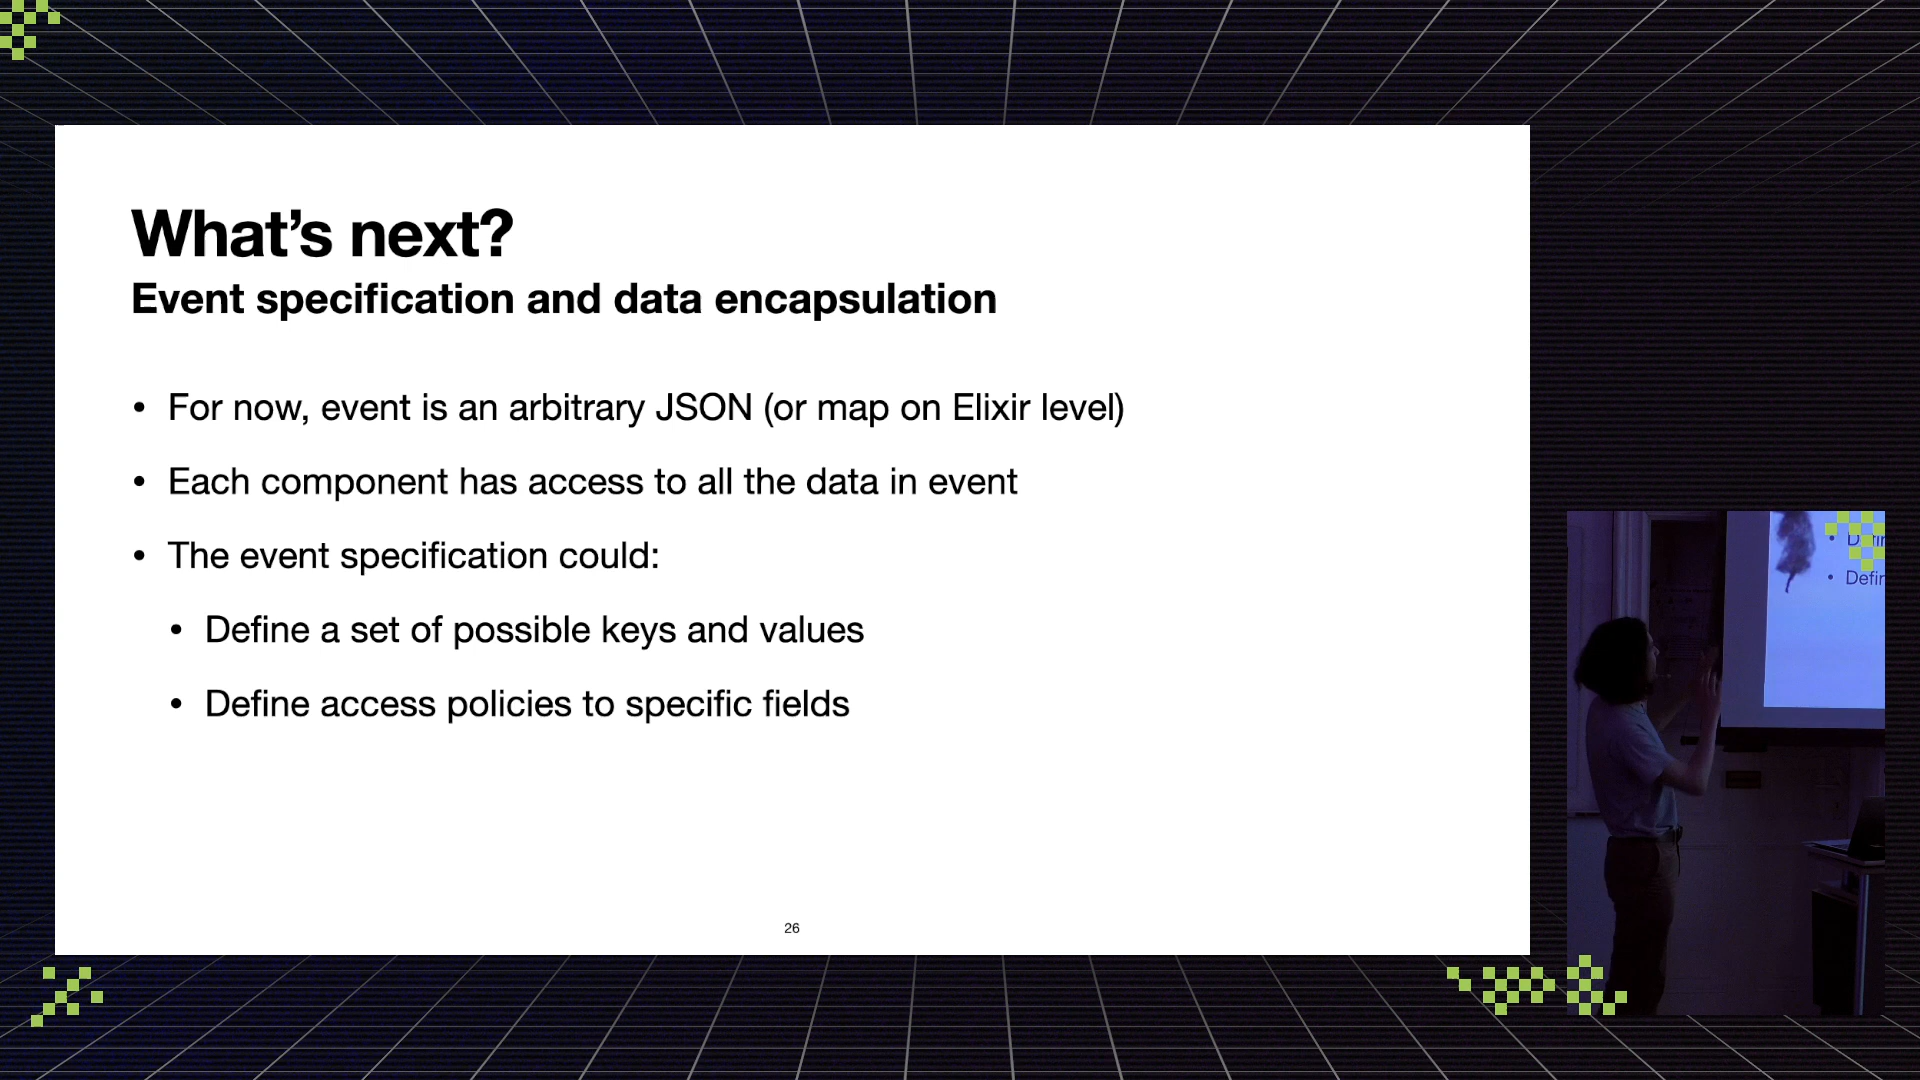 What’s next?
Event specification and data encapsulation
• For now, event is an arbitrary JSON (or map on Elixir level)
• Each component has access to all the data in event
• The event specification could:
• Define a set of possible keys and values
• Define access policies to specific fields
26
• Defin